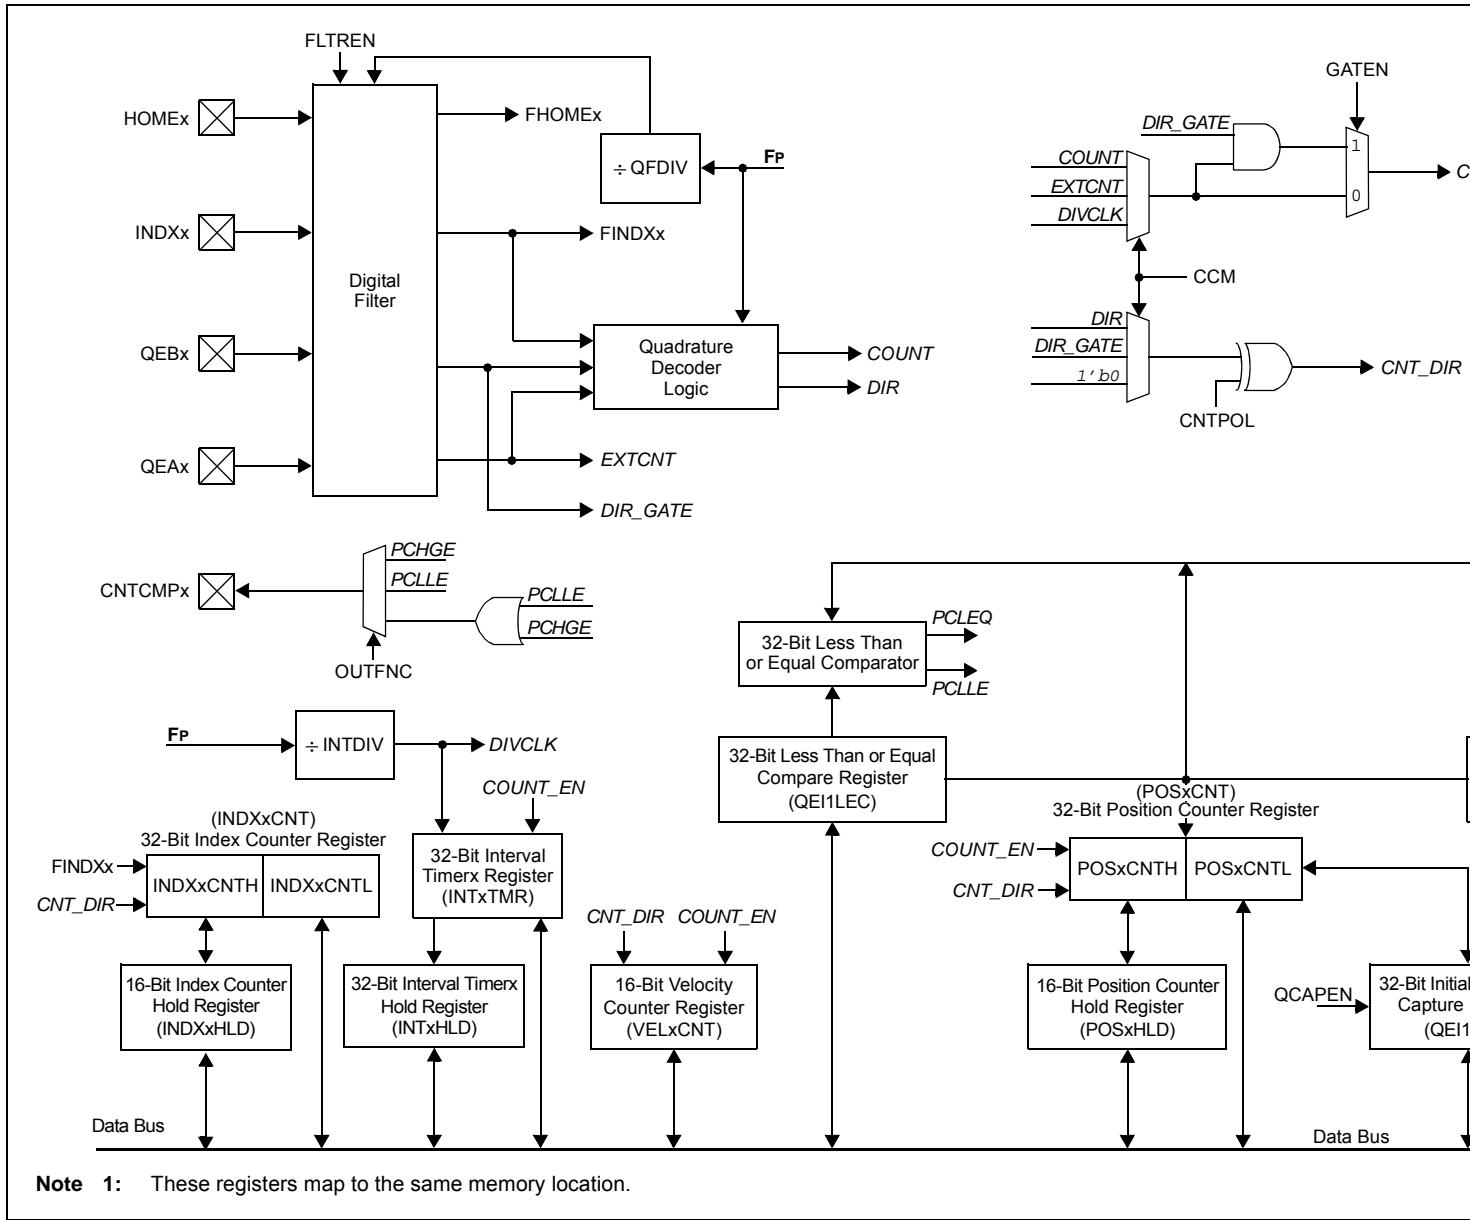 FLTREN
GATEN
HOMEx
FHOMEx
DIR_GATE
÷ QFDIV
FP
1
COUNT
EXTCNT
DIVCLK
0
C
INDXx
FINDXx
Digital
Filter
CCM
DIR
DIR_GATE
1'b0
CNT_DIR
CNTPOL
QEBx
Quadrature
Decoder
Logic
COUNT
DIR
QEAx
EXTCNT
DIR_GATE
PCHGE
PCLLE
CNTCMPx
PCLLE
PCHGE
OUTFNC
32-Bit Less Than
or Equal Comparator
PCLEQ
PCLLE
FP
÷ INTDIV
DIVCLK
COUNT_EN
32-Bit Less Than or Equal
Compare Register
(QEI1LEC)
(POSxCNT)
32-Bit Position Counter Register
(INDXxCNT)
32-Bit Index Counter Register
FINDXx
CNT_DIR
INDXxCNTH
INDXxCNTL
32-Bit Interval
Timerx Register
(INTxTMR)
COUNT_EN
CNT_DIR
POSxCNTH
POSxCNTL
CNT_DIR
COUNT_EN
16-Bit Index Counter
Hold Register
(INDXxHLD)
32-Bit Interval Timerx
Hold Register
(INTxHLD)
16-Bit Velocity
Counter Register
(VELxCNT)
16-Bit Position Counter
Hold Register
(POSxHLD)
QCAPEN
32-Bit Initial
Capture
(QEI1
Data Bus
Data Bus
Note 1: These registers map to the same memory location.